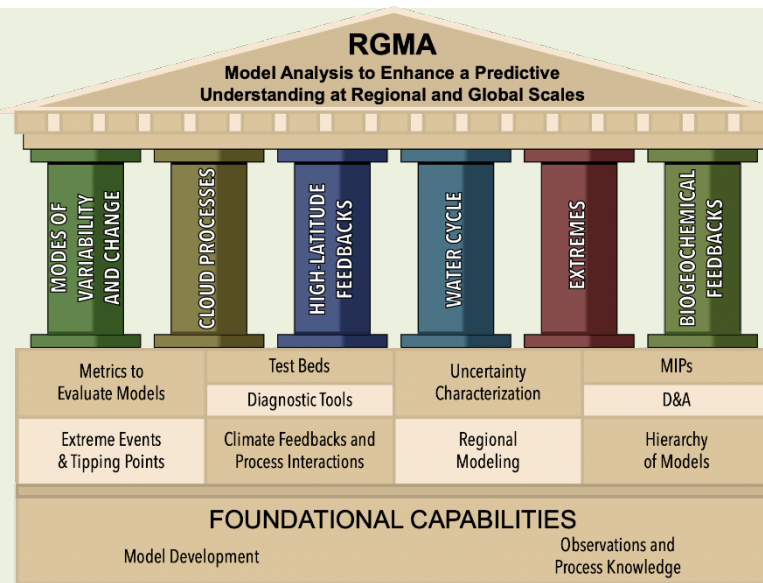 RGMA
Model Analysis to Enhance a Predictive
Understanding at Regional and Global Scales
MODES OF
VARIABILITY
AND CHANGE
CLOUD PROCESSES
HIGH-LATITUDE
FEEDBACKS
WATER CYCLE
EXTREMES
BIOGEOCHEMICAL
FEEDBACKS
Metrics to
Evaluate Models
Test Beds
Diagnostic Tools
Uncertainty
Characterization
MIPs
D&A
Extreme Events
& Tipping Points
Climate Feedbacks and
Process Interactions
Regional
Modeling
Hierarchy
of Models
FOUNDATIONAL CAPABILITIES
Model Development
Observations and
Process Knowledge